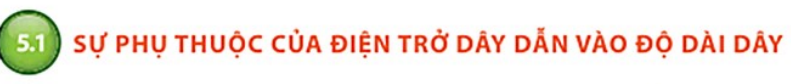 5.1 SỰ PHỤ THUỘC CỦA ĐIỆN TRỞ DÂY DẪN VÀO ĐỘ DÀI DÂY